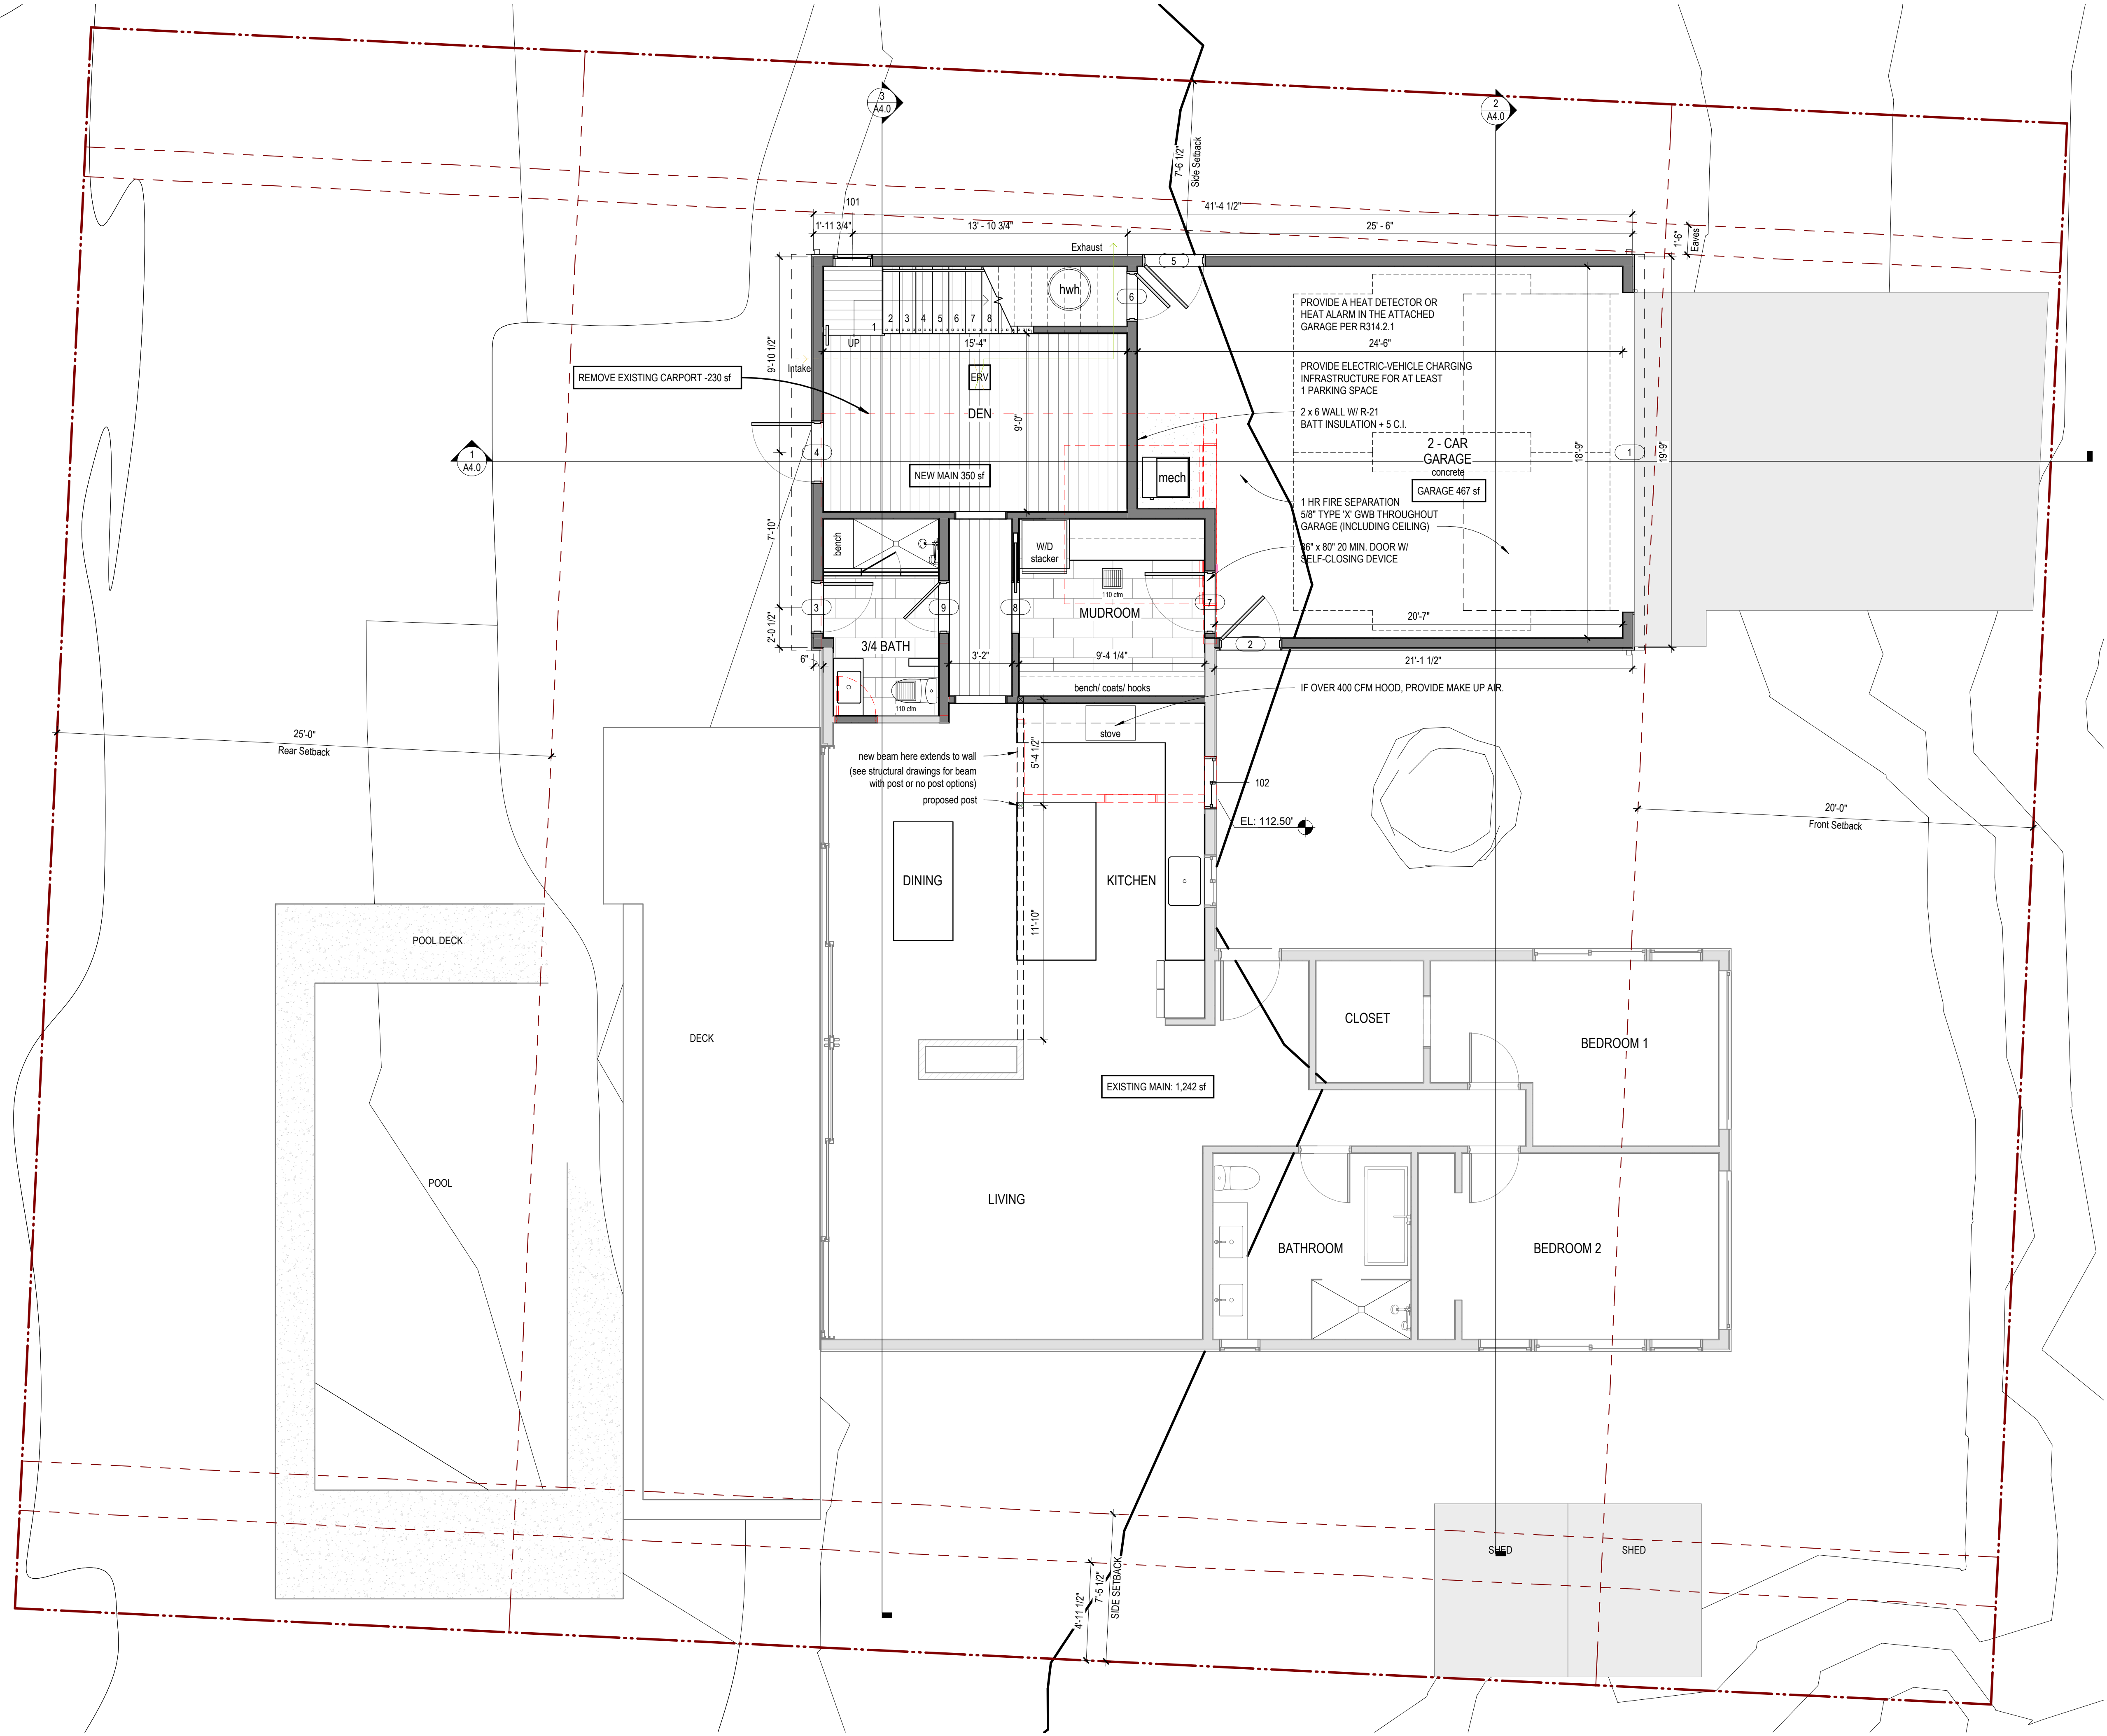 3
A4.0
2
A4.0
7'-6 1/2"
Side Setback
101
41'-4 1/2"
1'-11 3/4"
13' - 10 3/4"
25' - 6"
1'-6"
Eaves
Exhaust
5
hwh
6
PROVIDE A HEAT DETECTOR OR
HEAT ALARM IN THE ATTACHED
GARAGE PER R314.2.1
1
2
3
4
5
6
7
8
UP
15'-4"
24'-6"
9'-10 1/2"
Intake
REMOVE EXISTING CARPORT -230 sf
ERV
PROVIDE ELECTRIC-VEHICLE CHARGING
INFRASTRUCTURE FOR AT LEAST
1 PARKING SPACE
DEN
9'-0"
2 x 6 WALL W/ R-21
BATT INSULATION + 5 C.I.
1
A4.0
4
2 - CAR
GARAGE
concrete
18'-9"
1
19'-9"
NEW MAIN 350 sf
mech
GARAGE 467 sf
1 HR FIRE SEPARATION
5/8" TYPE 'X' GWB THROUGHOUT
GARAGE (INCLUDING CEILING)
7'-10"
bench
W/D
stacker
36" x 80" 20 MIN. DOOR W/
SELF-CLOSING DEVICE
110 cfm
3
9
8
MUDROOM
7
20'-7"
2'-0 1/2"
3/4 BATH
2
6"
3'-2"
9'-4 1/4"
21'-1 1/2"
bench/ coats/ hooks
IF OVER 400 CFM HOOD, PROVIDE MAKE UP AIR.
110 cfm
25'-0"
Rear Setback
stove
new beam here extends to wall
(see structural drawings for beam
with post or no post options)
proposed post
5'-4 1/2"
102
EL: 112.50'
20'-0"
Front Setback
DINING
KITCHEN
11'-10"
POOL DECK
DECK
CLOSET
BEDROOM 1
EXISTING MAIN: 1,242 sf
POOL
LIVING
BATHROOM
BEDROOM 2
4'-11 1/2"
7'-5 1/2"
SIDE SETBACK
SHED
SHED